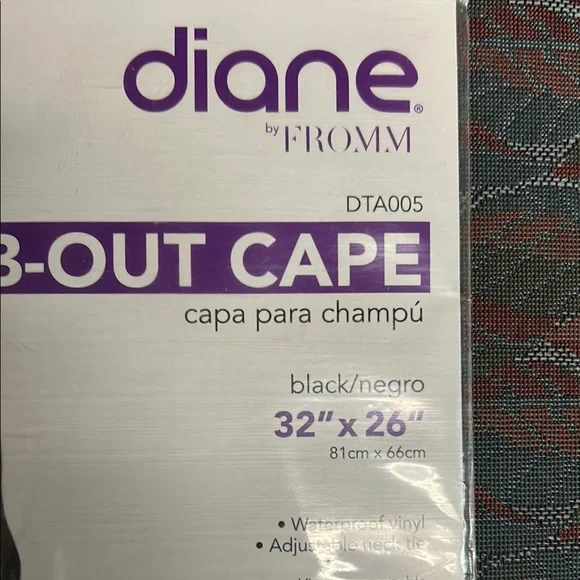 diane®
by FROMM
DTA005
B-OUT CAPE
capa para champú
black/negro
32" x 26"
81cm x 66cm
• Waterproof vinyl
• Adjustable neck tie